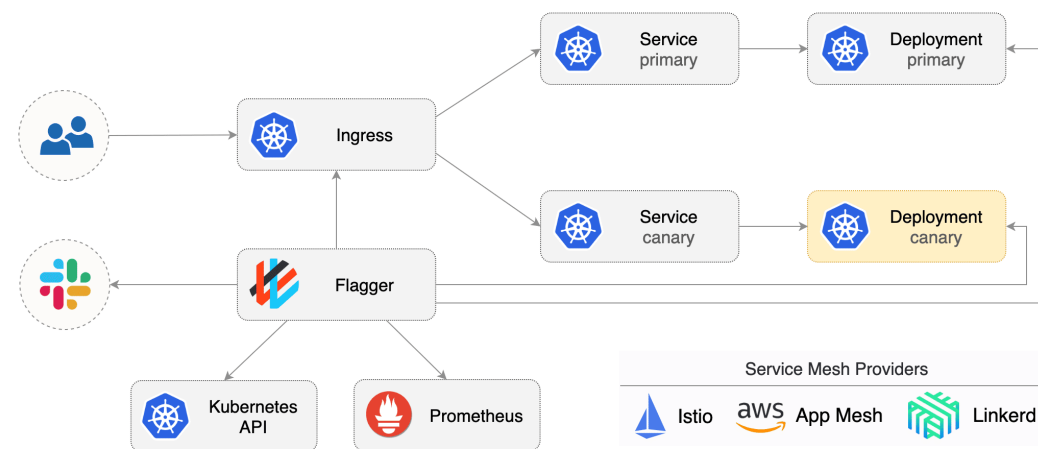 Service
primary
Deployment
primary
Ingress
Service
canary
Deployment
canary
Flagger
Kubernetes
API
Prometheus
Service Mesh Providers
Istio
aws
App Mesh
Linkerd